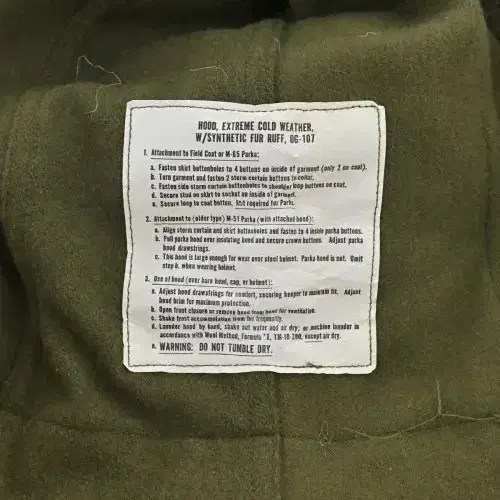 HOOD, EXTREME COLD WEATHER,
W/SYNTHETIC FUR RUFF, OG-107
1. Attachment to Field Coat or M-65 Parka:
a. Fasten skirt buttonholes to 4 buttons on inside of garment (only 2 on coat).
b. Turn garment and fasten 2 storm curtain buttons to collar.
c. Fasten side storm curtain buttonholes to shoulder loop buttons on coat.
d. Secure stud on skirt to socket on inside of garment.
e. Secure long to coat button. Not required for Parka.
2. Attachment to (older type) M-51 Parka (with attached hood):
a. Align storm curtain and skirt buttonholes and fasten to 4 inside parka buttons.
b. Pull parka hood over insulating hood and secure crown buttons. Adjust parka
hood drawstrings.
c. This hood is large enough for wear over steel helmet. Parka hood is not. Omit
step b. when wearing helmet.
3. Use of hood (over bare head, cap, or helmet):
a. Adjust hood drawstrings for comfort, securing keeper to maintain fit. Adjust
hood brim for maximum protection.
b. Open front closure or remove hood from head for ventilation.
c. Shake frost accumulation from fur frequently.
d. Launder hood by hand, shake out water and air dry; or machine launder in
accordance with Wool Method, Formula
except air dry.
e. WARNING: DO NOT TUMBLE DRY.